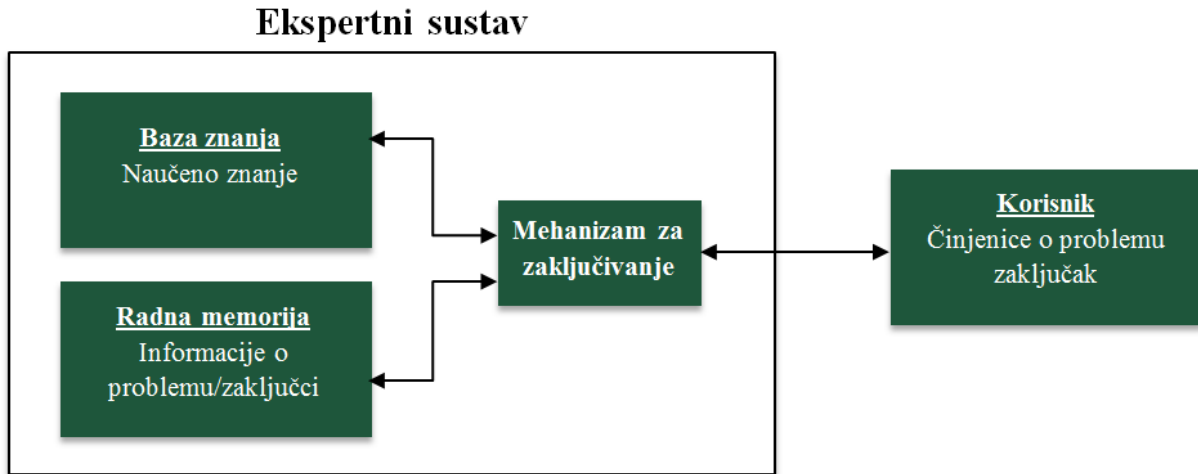 Ekspertni sustav
Baza znanja
Naučeno znanje
Radna memorija
Informacije o
problemu/zaključci
Mehanizam za
zaključivanje
Korisnik
Činjenice o problemu
zaključak